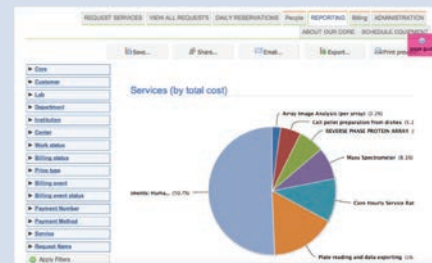 REQUEST SERVICES VIEW ALL REQUESTS DAILY RESERVATIONS People REPORTING Billing ADMINISTRATION
ABOUT OUR CORE SCHEDULE EQUIPMENT
Save... Share... Email... Export... Print
Core
Customer
Lab
Department
Institution
Center
Work status
Billing status
Price type
Billing event
Billing event status
Payment Number
Payment Method
Service
Request Items
Apply Filters
Services (by total cost)
Array Image Analysis (per array)
Cell pellet preparation from dishes
REVERSE PHASE PROTEIN ARRAY
Mass Spectrometer
Core Hourly Service Rat
Plate reading and data exporting